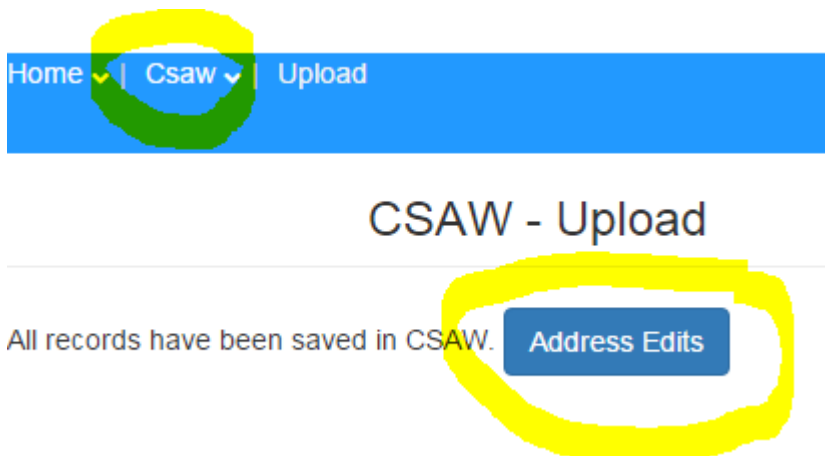 Home | Csaw | Upload
CSAW - Upload
All records have been saved in CSAW. Address Edits